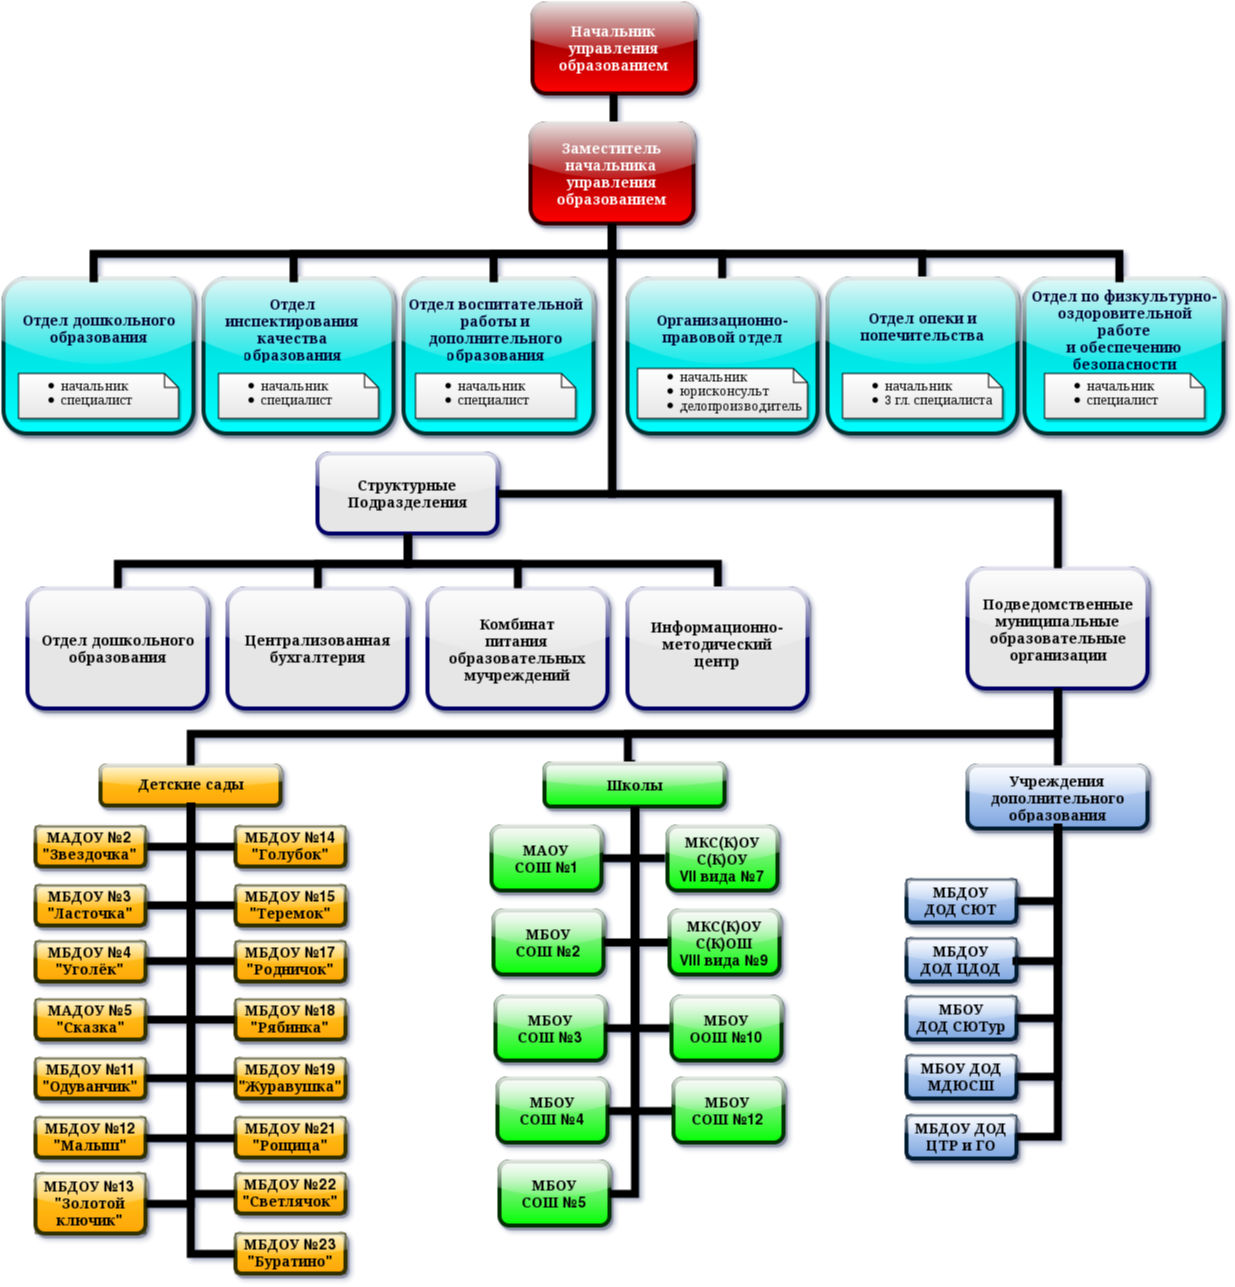 Начальник
управления
образованием
Заместитель
начальника
управления
образованием
Отдел дошкольного
образования
начальник
специалист
Отдел
инспектирования
качества
образования
начальник
специалист
Отдел воспитательной
работы и
дополнительного
образования
начальник
специалист
Организационно-
правовой отдел
начальник
юрисконсульт
делопроизводитель
Отдел опеки и
попечительства
начальник
3 гл. специалиста
Отдел по физкультурно-
оздоровительной
работе
и обеспечению
безопасности
начальник
специалист
Структурные
Подразделения
Отдел дошкольного
образования
Централизованная
бухгалтерия
Комбинат
питания
образовательных
мучреждений
Информационно-
методический
центр
Подведомственные
муниципальные
образовательные
организации
Детские сады
МАДОУ №2
"Звездочка"
МБДОУ №14
"Голубок"
МБДОУ №3
"Ласточка"
МБДОУ №15
"Теремок"
МБДОУ №4
"Уголёк"
МБДОУ №17
"Родничок"
МАДОУ №5
"Сказка"
МБДОУ №18
"Рябинка"
МБДОУ №11
"Одуванчик"
МБДОУ №19
"Журавушка"
МБДОУ №12
"Малыш"
МБДОУ №21
"Рощица"
МБДОУ №13
"Золотой
ключик"
МБДОУ №22
"Светлячок"
МБДОУ №23
"Буратино"
Школы
МАОУ
СОШ №1
МКС(К)ОУ
С(К)ОУ
VII вида №7
МБОУ
СОШ №2
МКС(К)ОУ
С(К)ОШ
VIII вида №9
МБОУ
СОШ №3
МБОУ
ООШ №10
МБОУ
СОШ №4
МБОУ
СОШ №12
МБОУ
СОШ №5
Учреждения
дополнительного
образования
МБДОУ
ДОД СЮТ
МБДОУ
ДОД ЦДОД
МБОУ
ДОД СЮТур
МБОУ ДОД
МДЮСШ
МБДОУ ДОД
ЦТР и ГО